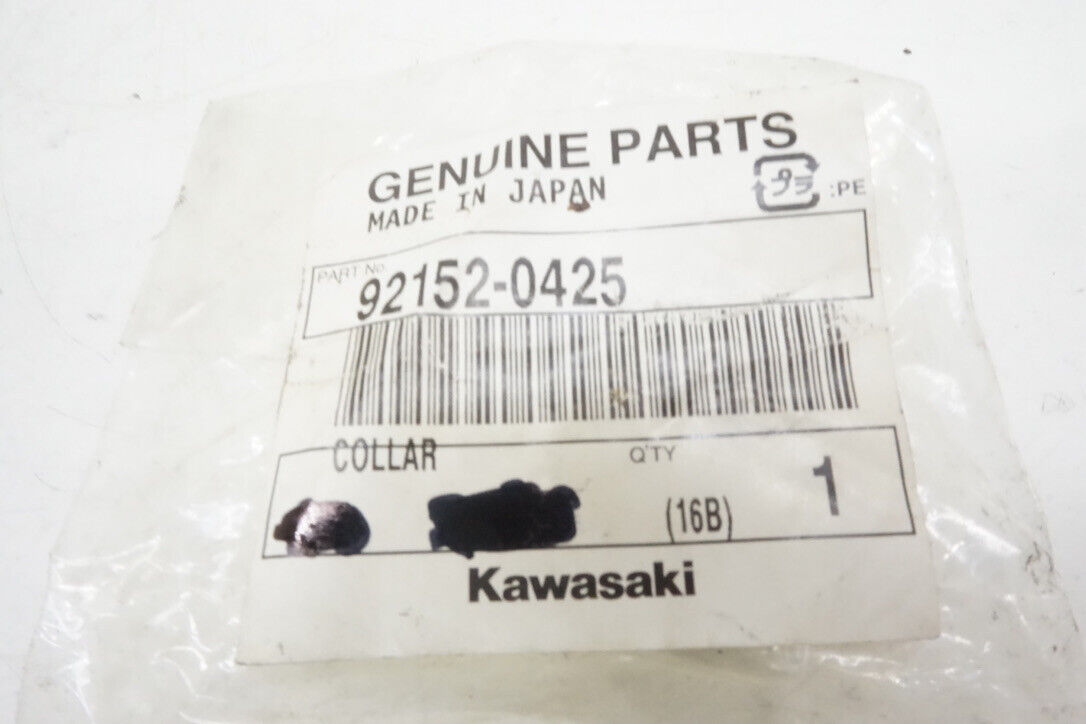 GENUINE PARTS
MADE IN JAPAN
プラ :PE
PART No. 92152-0425
COLLAR Q'TY 1
(16B)
Kawasaki